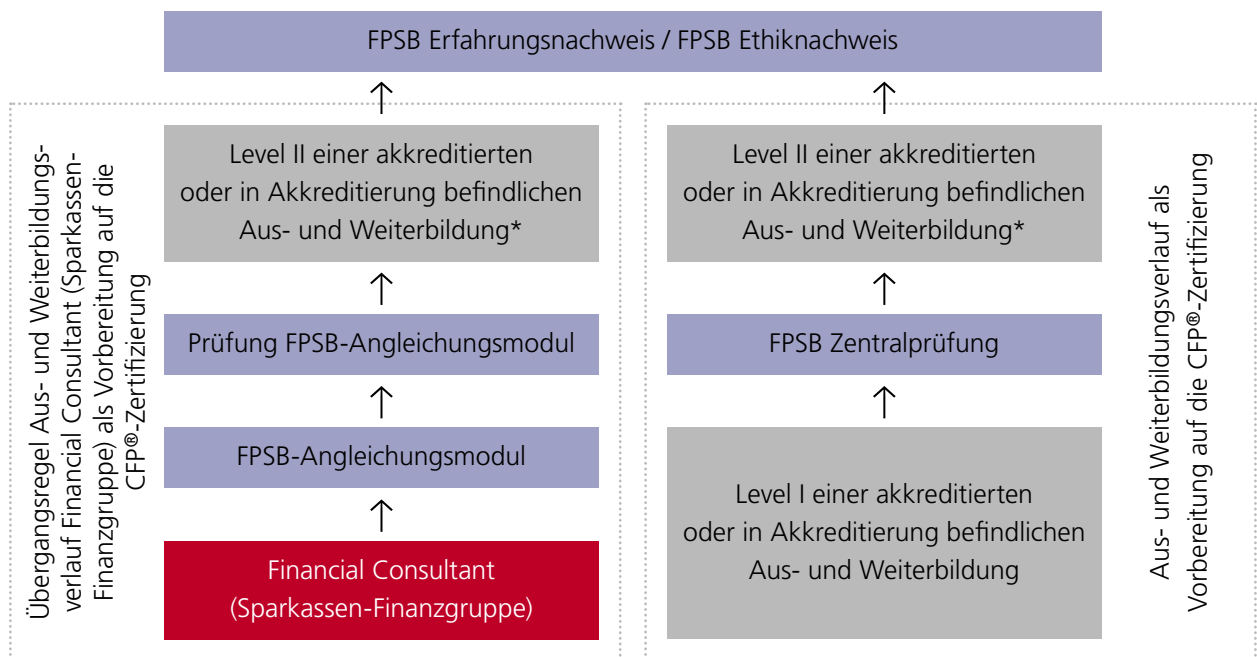 FPSB Erfahrungsnachweis / FPSB Ethiknachweis
Übergangsregel Aus- und Weiterbildungs-
verlauf Financial Consultant (Sparkassen-
Finanzgruppe) als Vorbereitung auf die
CFP®-Zertifizierung
Level II einer akkreditierten
oder in Akkreditierung befindlichen
Aus- und Weiterbildung*
Prüfung FPSB-Angleichungsmodul
FPSB-Angleichungsmodul
Financial Consultant
(Sparkassen-Finanzgruppe)
Level II einer akkreditierten
oder in Akkreditierung befindlichen
Aus- und Weiterbildung*
FPSB Zentralprüfung
Level I einer akkreditierten
oder in Akkreditierung befindlichen
Aus- und Weiterbildung
Aus- und Weiterbildungsverlauf als
Vorbereitung auf die CFP®-Zertifizierung